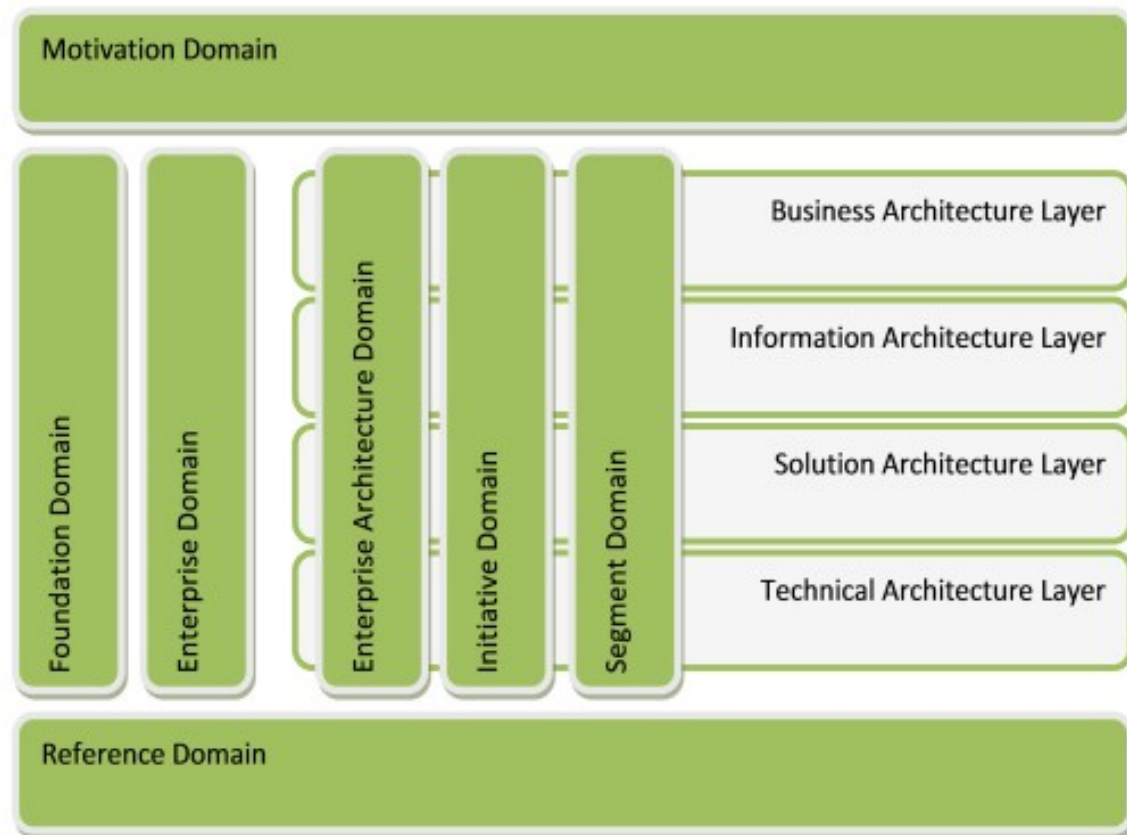 Motivation Domain
Foundation Domain
Enterprise Domain
Enterprise Architecture Domain
Initiative Domain
Segment Domain
Business Architecture Layer
Information Architecture Layer
Solution Architecture Layer
Technical Architecture Layer
Reference Domain